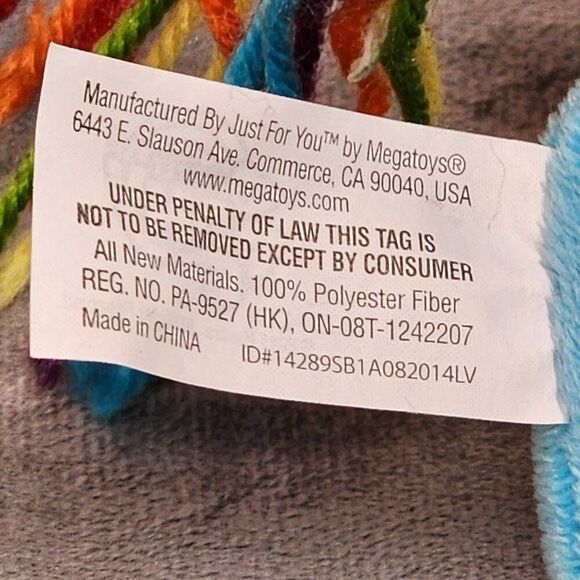 Manufactured By Just For You™ by Megatoys®
6443 E. Slauson Ave. Commerce, CA 90040, USA
www.megatoys.com
UNDER PENALTY OF LAW THIS TAG IS
NOT TO BE REMOVED EXCEPT BY CONSUMER
All New Materials. 100% Polyester Fiber
REG. NO. PA-9527 (HK), ON-08T-1242207
Made in CHINA ID#14289SB1A082014LV